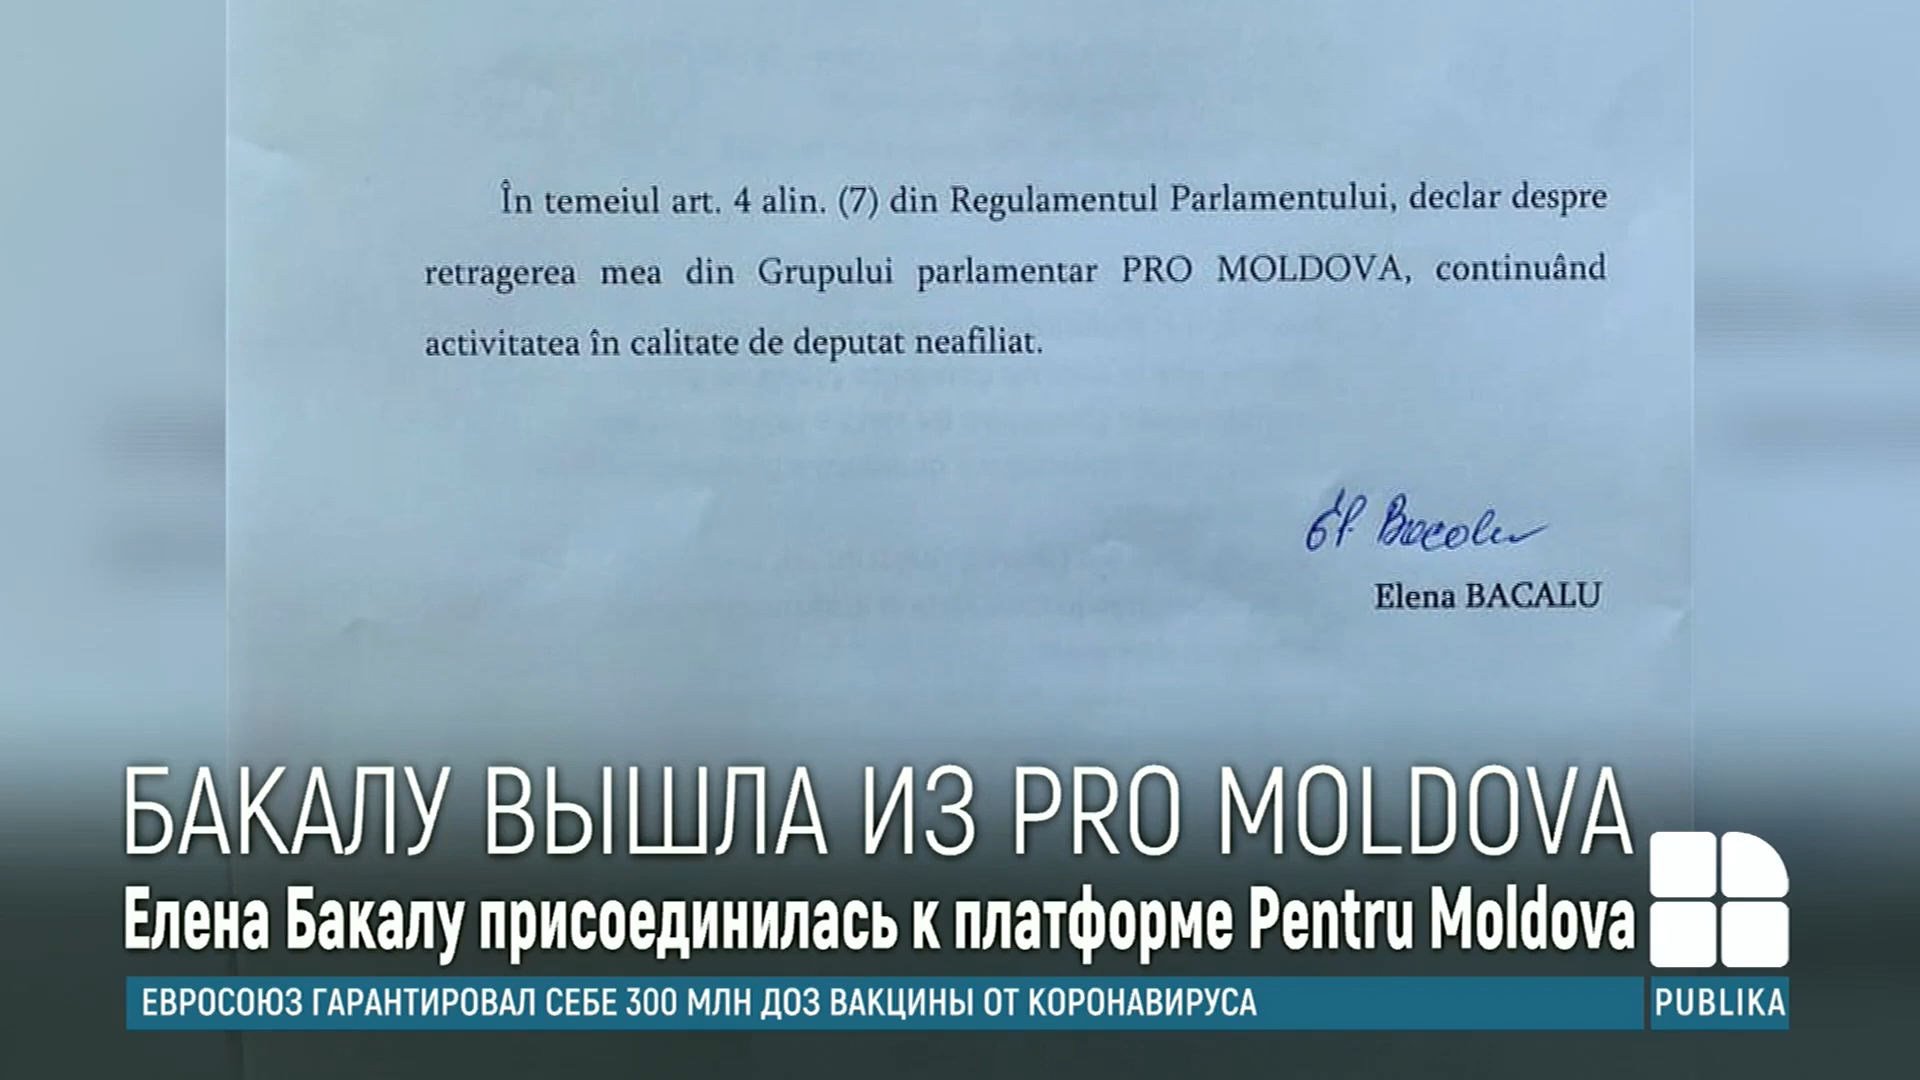 În temeiul art. 4 alin. (7) din Regulamentul Parlamentului, declar despre
retragerea mea din Grupului parlamentar PRO MOLDOVA, continuând
activitatea în calitate de deputat neafiliat.
El Bacalu
Elena BACALU
БАКАЛУ ВЫШЛА ИЗ PRO MOLDOVA
Елена Бакалу присоединилась к платформе Pentru Moldova
ЕВРОСОЮЗ ГАРАНТИРОВАЛ СЕБЕ 300 МЛН ДОЗ ВАКЦИНЫ ОТ КОРОНАВИРУСА
PUBLIKA